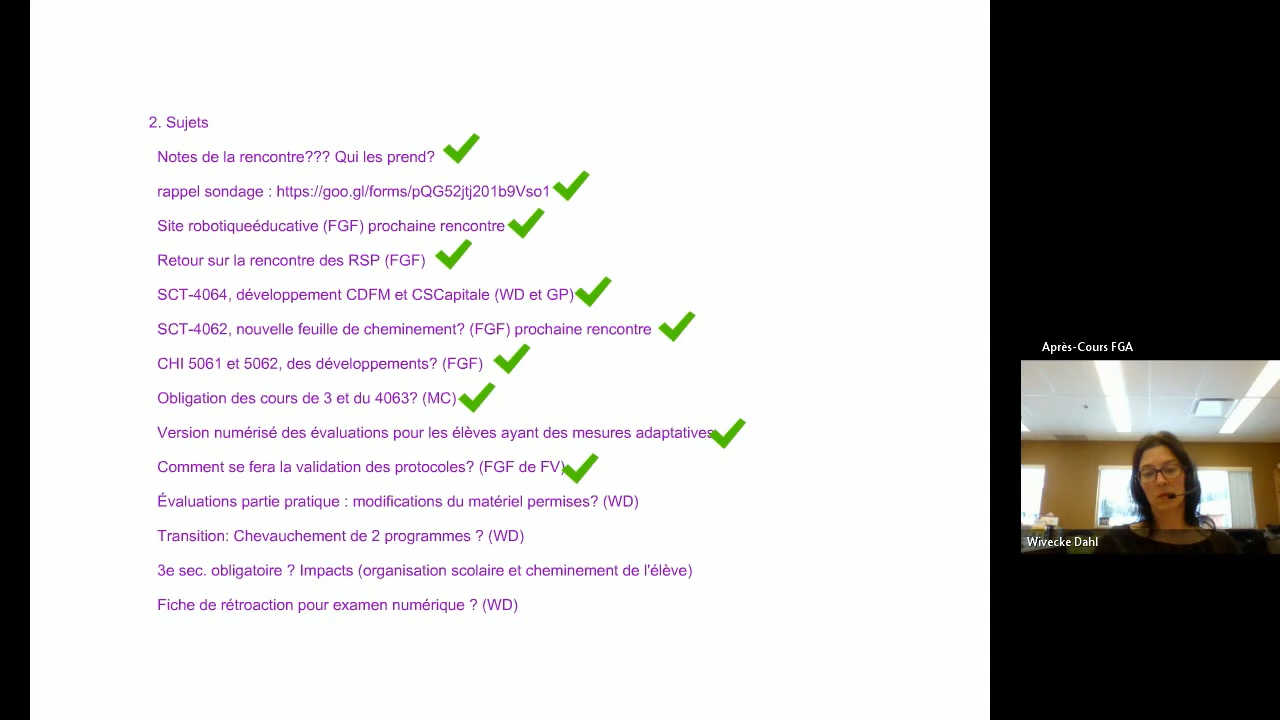 2. Sujets
Notes de la rencontre??? Qui les prend?
rappel sondage : https://goo.gl/forms/pQG52jtj201b9Vso1
Site robotiqueéducative (FGF) prochaine rencontre
Retour sur la rencontre des RSP (FGF)
SCT-4064, développement CDFM et CSCapitale (WD et GP)
SCT-4062, nouvelle feuille de cheminement? (FGF) prochaine rencontre
CHI 5061 et 5062, des développements? (FGF)
Obligation des cours de 3 et du 4063? (MC)
Version numérisé des évaluations pour les élèves ayant des mesures adaptatives
Comment se fera la validation des protocoles? (FGF de FV)
Évaluations partie pratique : modifications du matériel permises? (WD)
Transition: Chevauchement de 2 programmes ? (WD)
3e sec. obligatoire ? Impacts (organisation scolaire et cheminement de l'élève)
Fiche de rétroaction pour examen numérique ? (WD)
Après-Cours FGA
Wivecke Dahl